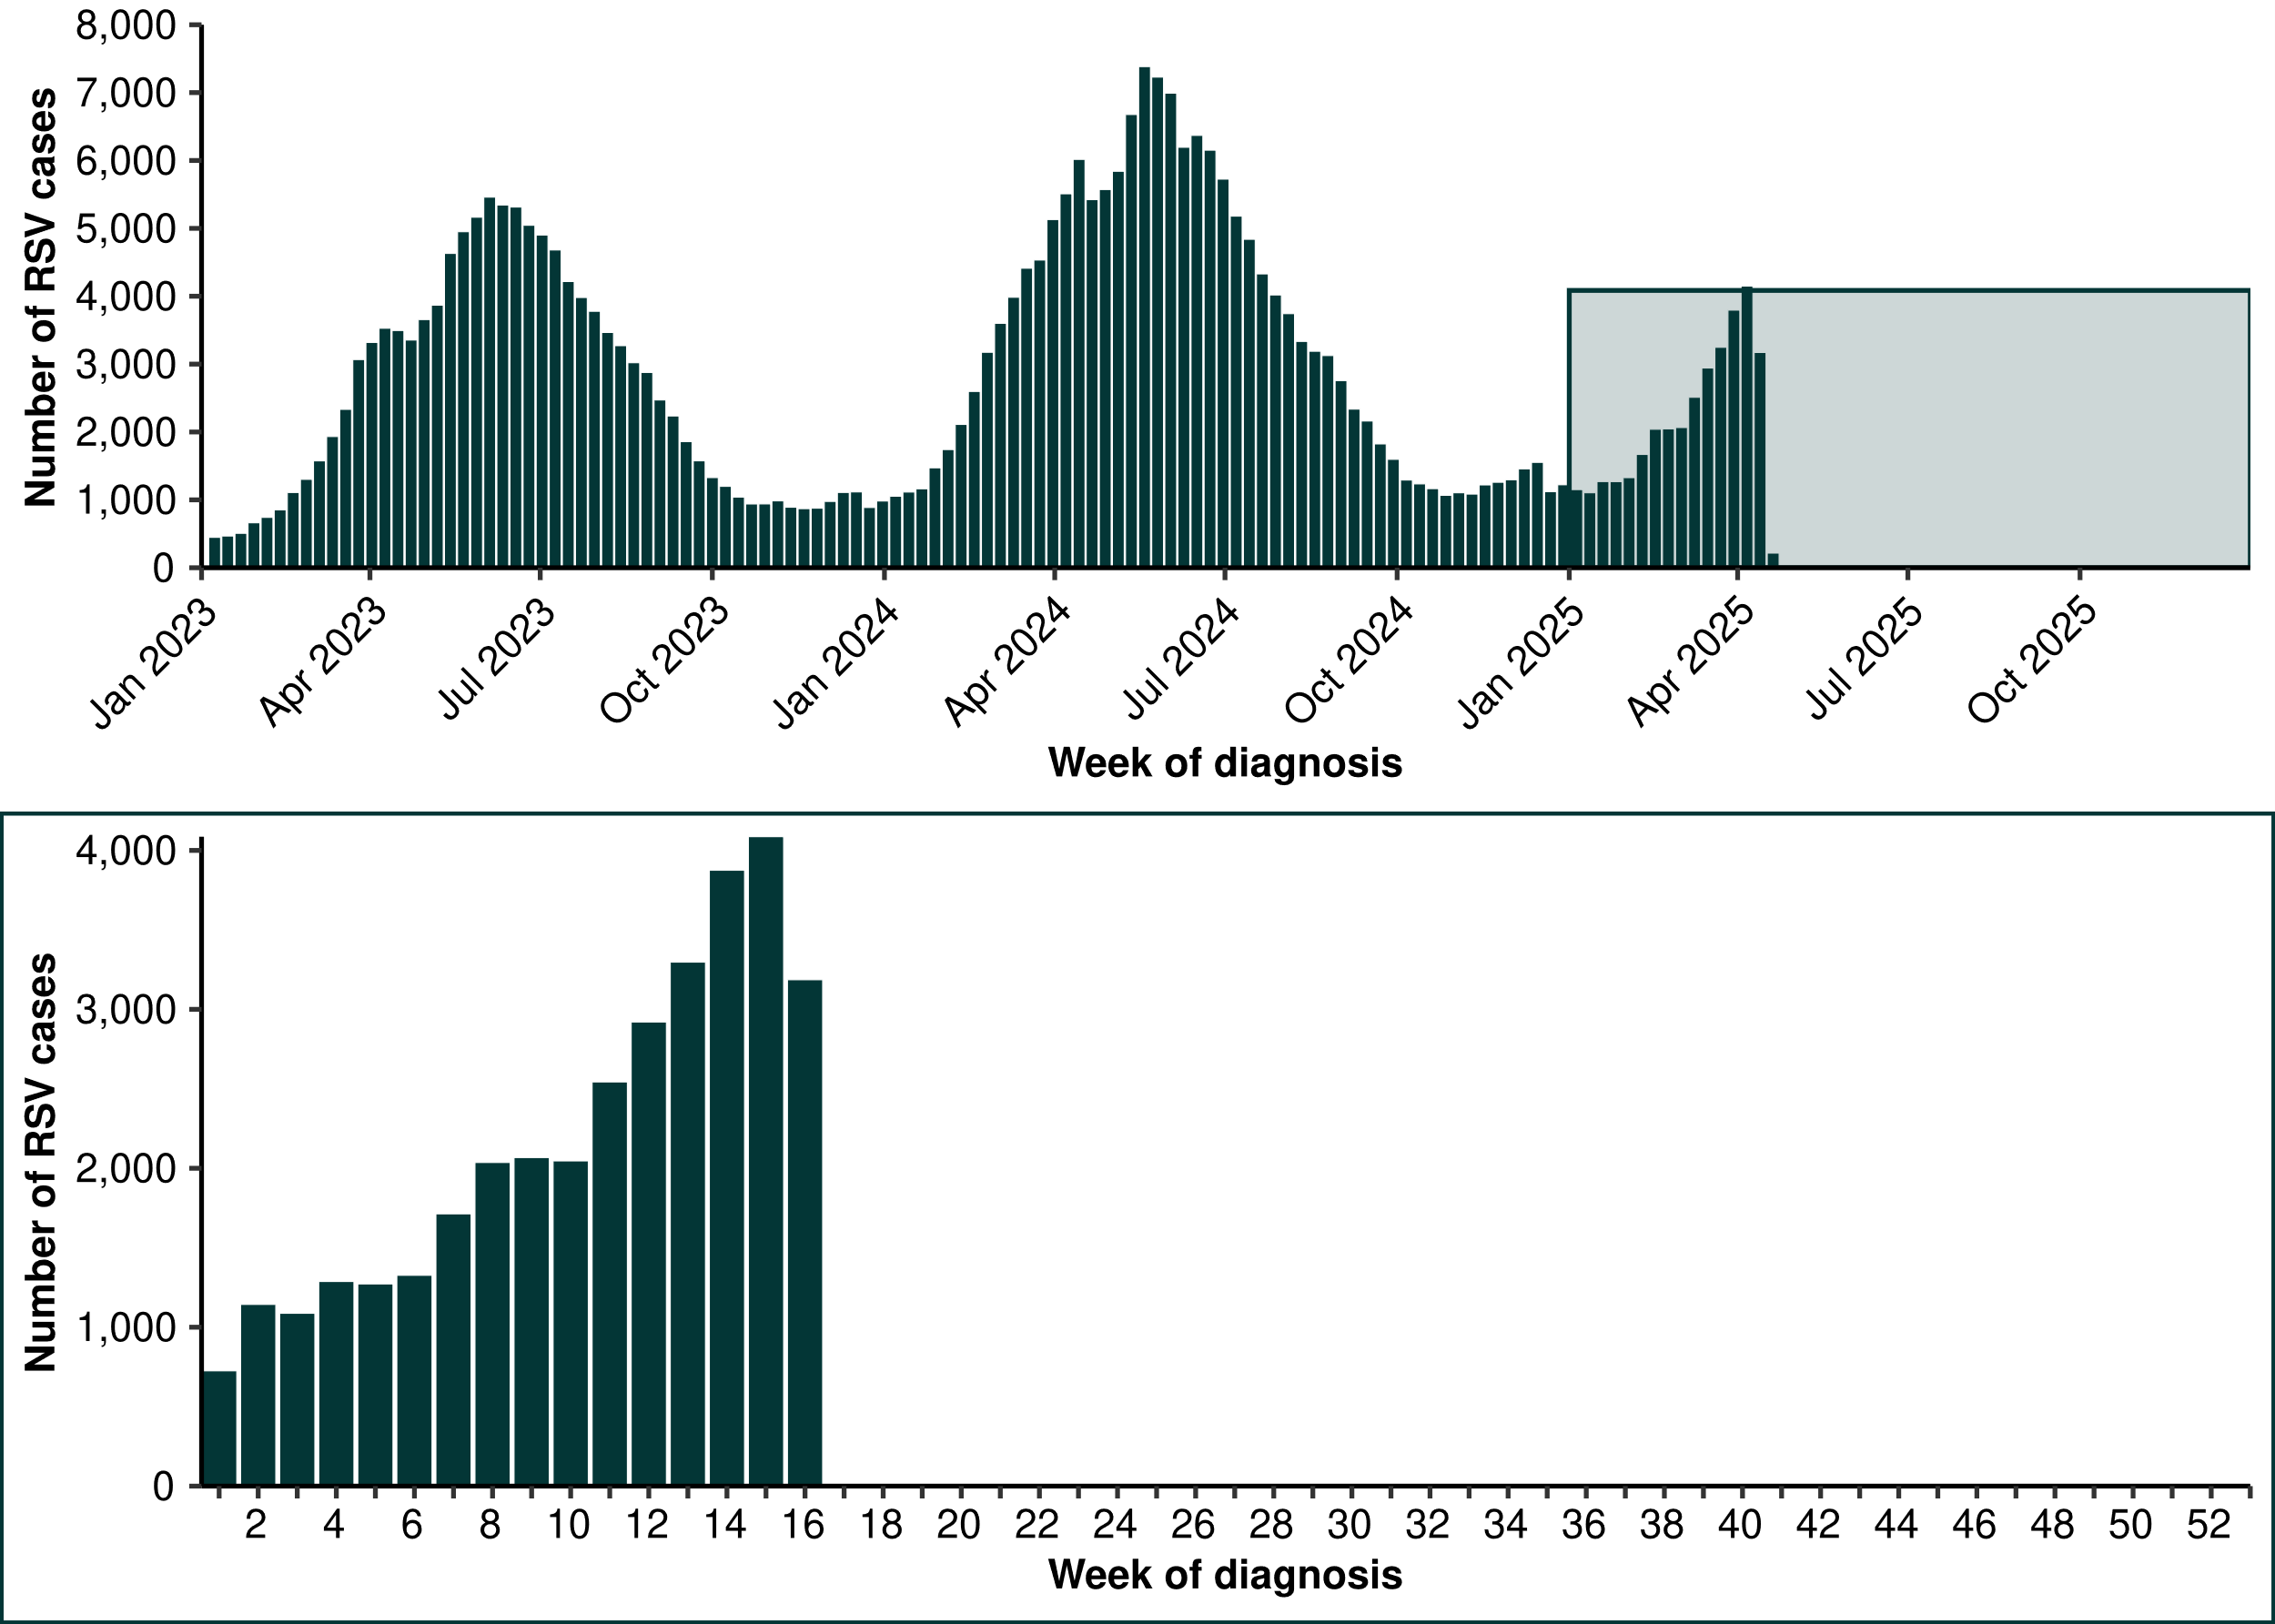 8,000
7,000
6,000
5,000
4,000
3,000
2,000
1,000
0
Number of RSV cases
Jan 2023 Apr 2023 Jul 2023 Oct 2023 Jan 2024 Apr 2024 Jul 2024 Oct 2024 Jan 2025 Apr 2025 Jul 2025 Oct 2025
Week of diagnosis
4,000
3,000
2,000
1,000
0
Number of RSV cases
2 4 6 8 10 12 14 16 18 20 22 24 26 28 30 32 34 36 38 40 42 44 46 48 50 52
Week of diagnosis